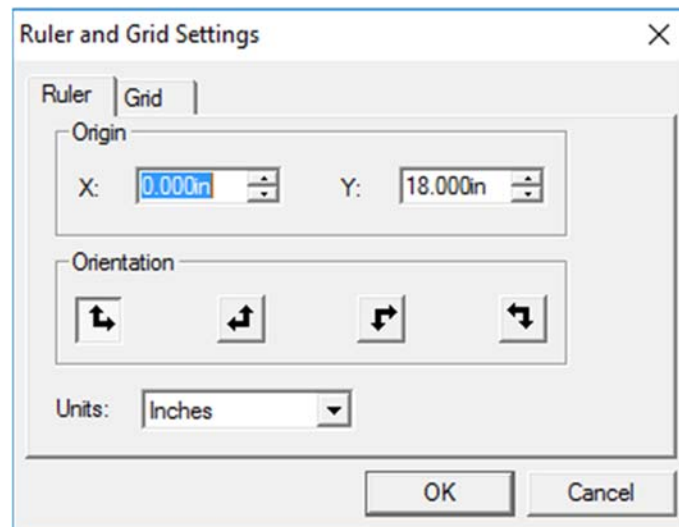 Ruler and Grid Settings
Ruler Grid
Origin
X: 0.000in Y: 18.000in
Orientation
Units: Inches
OK Cancel